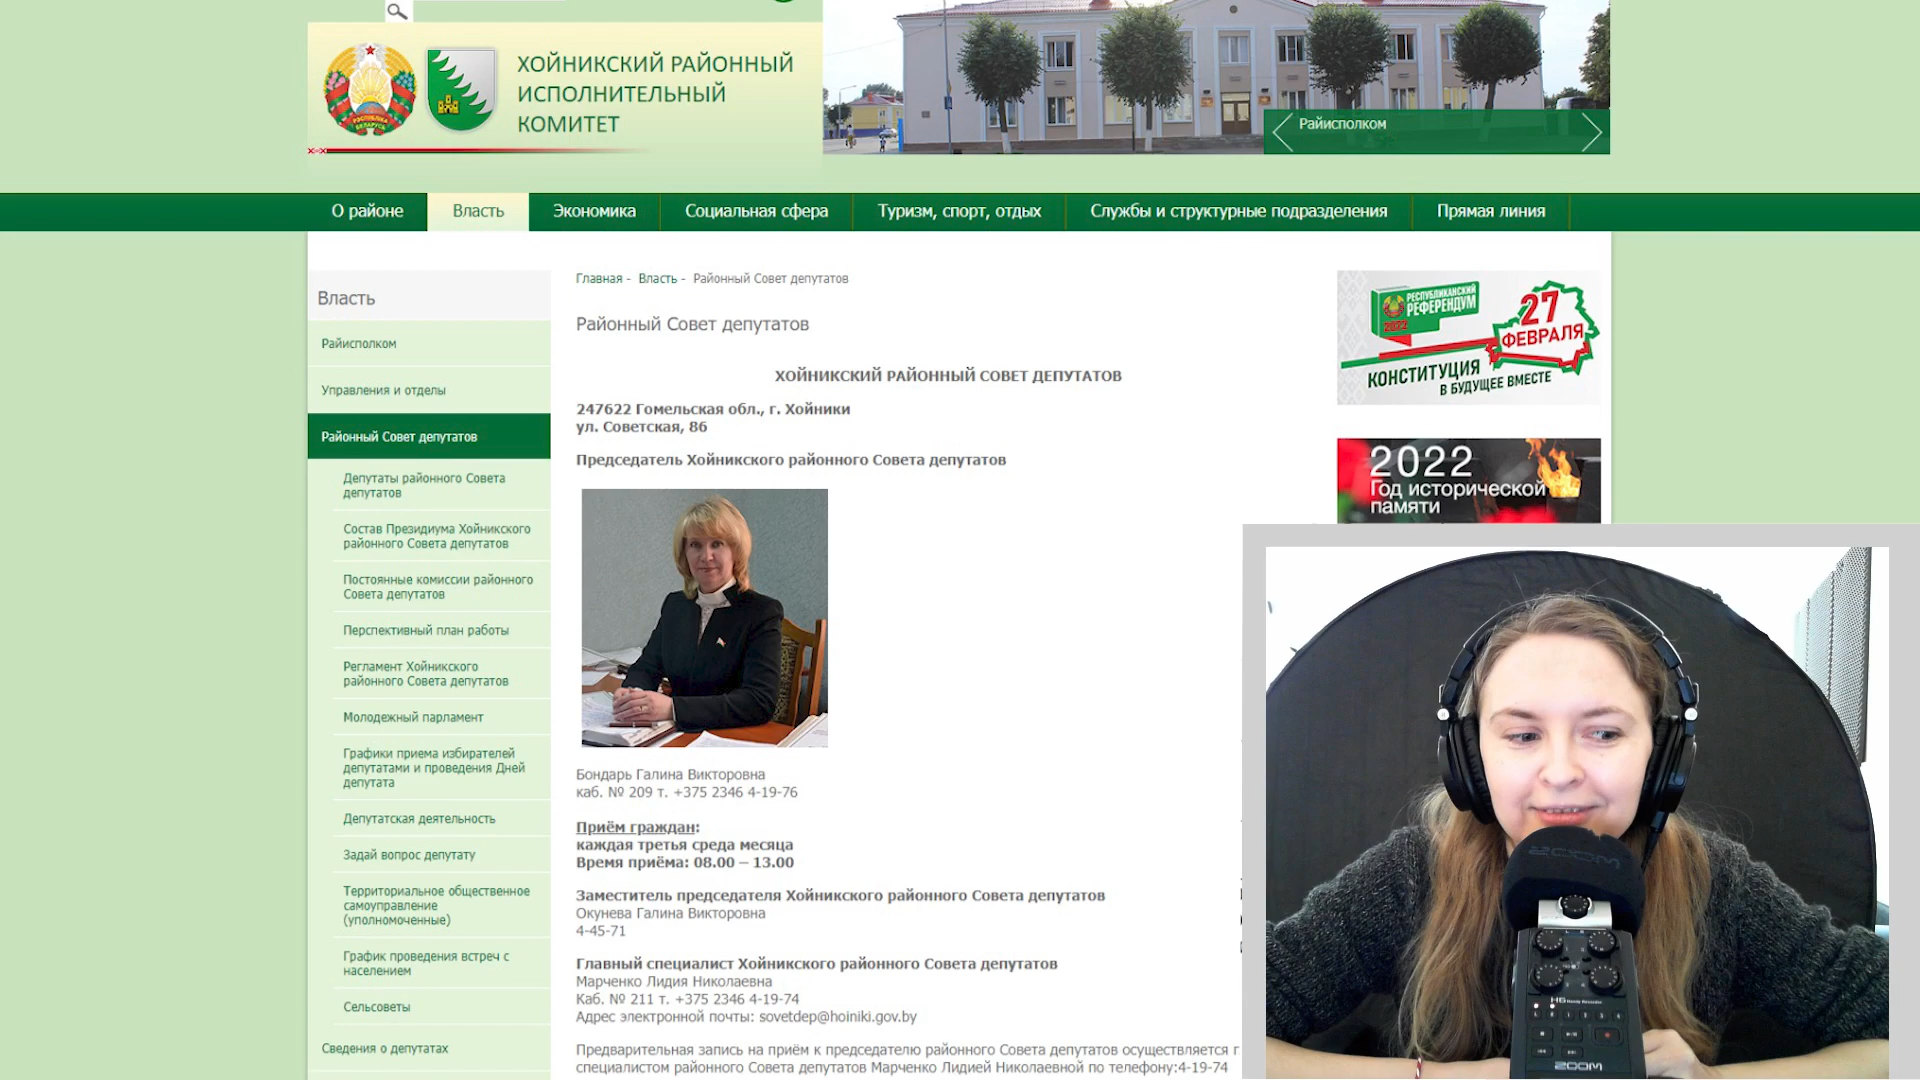 ХОЙНИКСКИЙ РАЙОННЫЙ
ИСПОЛНИТЕЛЬНЫЙ
КОМИТЕТ
Райисполком
О районе
Власть
Экономика
Социальная сфера
Туризм, спорт, отдых
Службы и структурные подразделения
Прямая линия
Власть
Райисполком
Управления и отделы
Районный Совет депутатов
Депутаты районного Совета
депутатов
Состав Президиума Хойникского
районного Совета депутатов
Постоянные комиссии районного
Совета депутатов
Перспективный план работы
Регламент Хойникского
районного Совета депутатов
Молодежный парламент
Графики приема избирателей
депутатами и проведения Дней
депутата
Депутатская деятельность
Задай вопрос депутату
Территориальное общественное
самоуправление
(уполномоченные)
График проведения встреч с
населением
Сельсоветы
Сведения о депутатах
Главная - Власть - Районный Совет депутатов
Районный Совет депутатов
ХОЙНИКСКИЙ РАЙОННЫЙ СОВЕТ ДЕПУТАТОВ
247622 Гомельская обл., г. Хойники
ул. Советская, 86
Председатель Хойникского районного Совета депутатов
Бондарь Галина Викторовна
каб. № 209 т. +375 2346 4-19-76
Приём граждан:
каждая третья среда месяца
Время приёма: 08.00 – 13.00
Заместитель председателя Хойникского районного Совета депутатов
Окунева Галина Викторовна
4-45-71
Главный специалист Хойникского районного Совета депутатов
Марченко Лидия Николаевна
Каб. № 211 т. +375 2346 4-19-74
Адрес электронной почты: sovetdep@hoiniki.gov.by
Предварительная запись на приём к председателю районного Совета депутатов осуществляется г
специалистом районного Совета депутатов Марченко Лидией Николаевной по телефону:4-19-74
РЕСПУБЛИКАНСКИЙ
РЕФЕРЕНДУМ
2022
27
ФЕВРАЛЯ
КОНСТИТУЦИЯ
В БУДУЩЕЕ ВМЕСТЕ
2022
Год исторической
памяти
ZOOM
H6
ZOOM